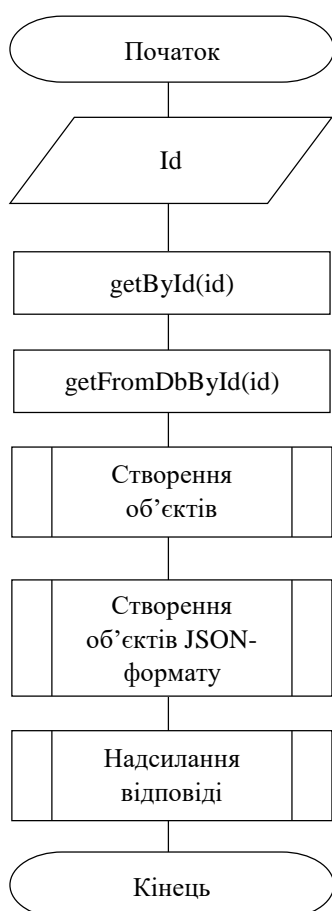 Початок
Id
getById(id)
getFromDbById(id)
Створення
об’єктів
Створення
об’єктів JSON-
формату
Надсилання
відповіді
Кінець